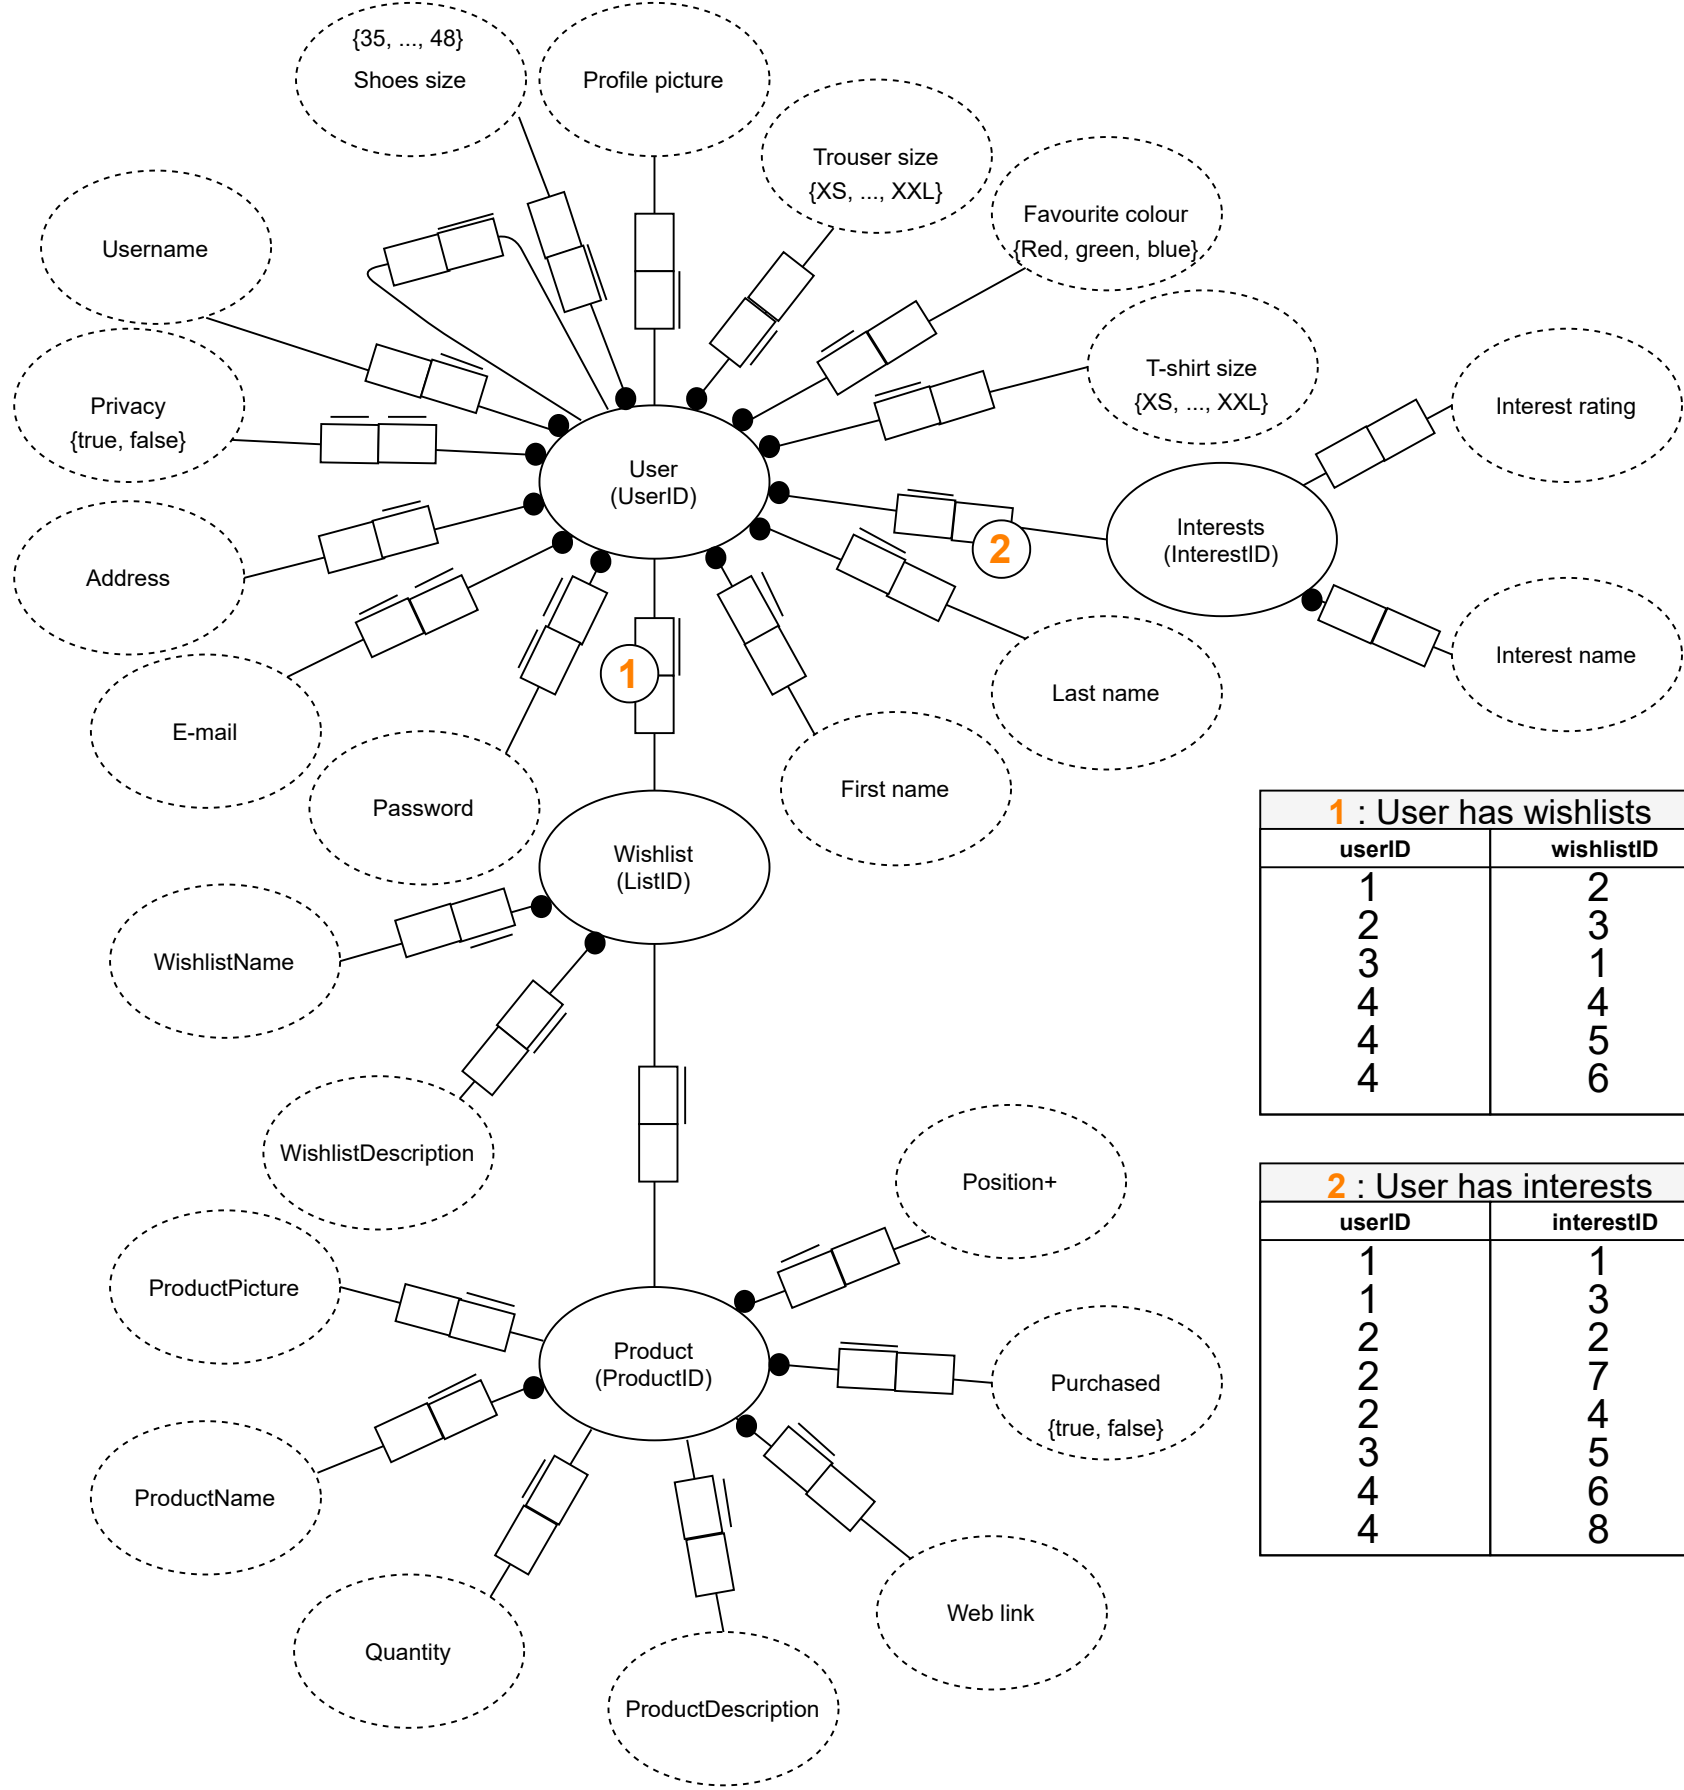 {35, ..., 48}
Shoes size
Profile picture
Trouser size
{XS, ..., XXL}
Favourite colour
{Red, green, blue}
Username
T-shirt size
{XS, ..., XXL}
Privacy
{true, false}
Interest rating
User
(UserID)
Interests
(InterestID)
2
Address
Interest name
1
Last name
E-mail
First name
Password
Wishlist
(ListID)
WishlistName
WishlistDescription
1 : User has wishlists
userID wishlistID
1 2
2 3
3 1
4 4
4 5
4 6
Position+
2 : User has interests
userID interestID
1 1
1 3
2 2
2 7
2 4
3 5
4 6
4 8
ProductPicture
Product
(ProductID)
Purchased
{true, false}
ProductName
Web link
Quantity
ProductDescription